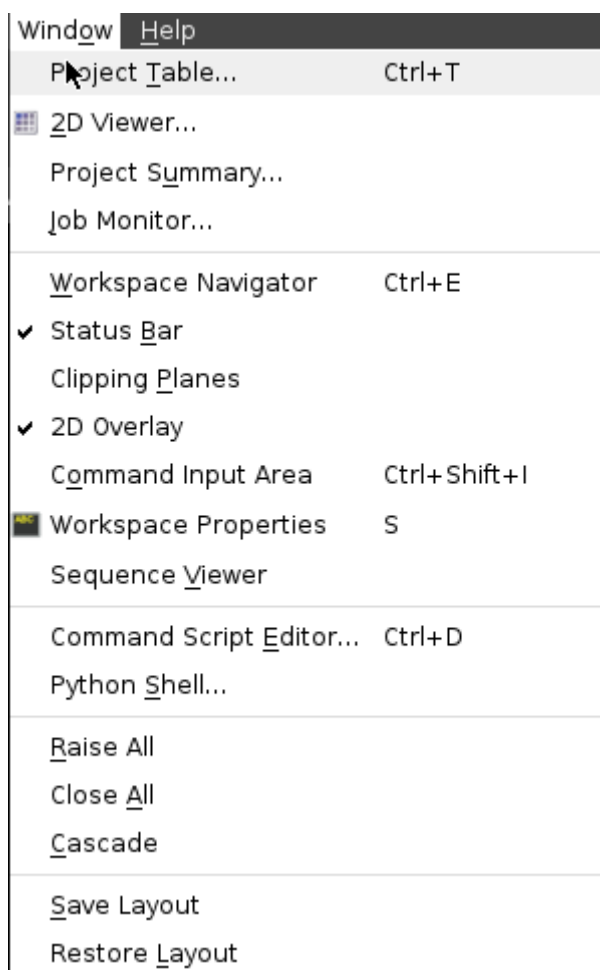 Window Help
Project Table... Ctrl+T
2D Viewer...
Project Summary...
Job Monitor...
Workspace Navigator Ctrl+E
Status Bar
Clipping Planes
2D Overlay
Command Input Area Ctrl+Shift+I
ABC Workspace Properties S
Sequence Viewer
Command Script Editor... Ctrl+D
Python Shell...
Raise All
Close All
Cascade
Save Layout
Restore Layout